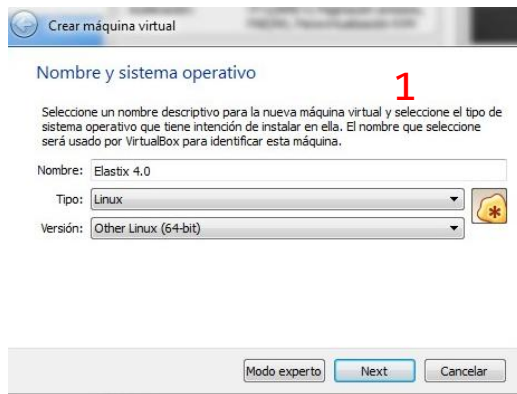 Crear máquina virtual
Nombre y sistema operativo
1
Seleccione un nombre descriptivo para la nueva máquina virtual y seleccione el tipo de
sistema operativo que tiene intención de instalar en ella. El nombre que seleccione
será usado por VirtualBox para identificar esta máquina.
Nombre: Elastix 4.0
Tipo: Linux
Versión: Other Linux (64-bit)
Modo experto Next Cancelar